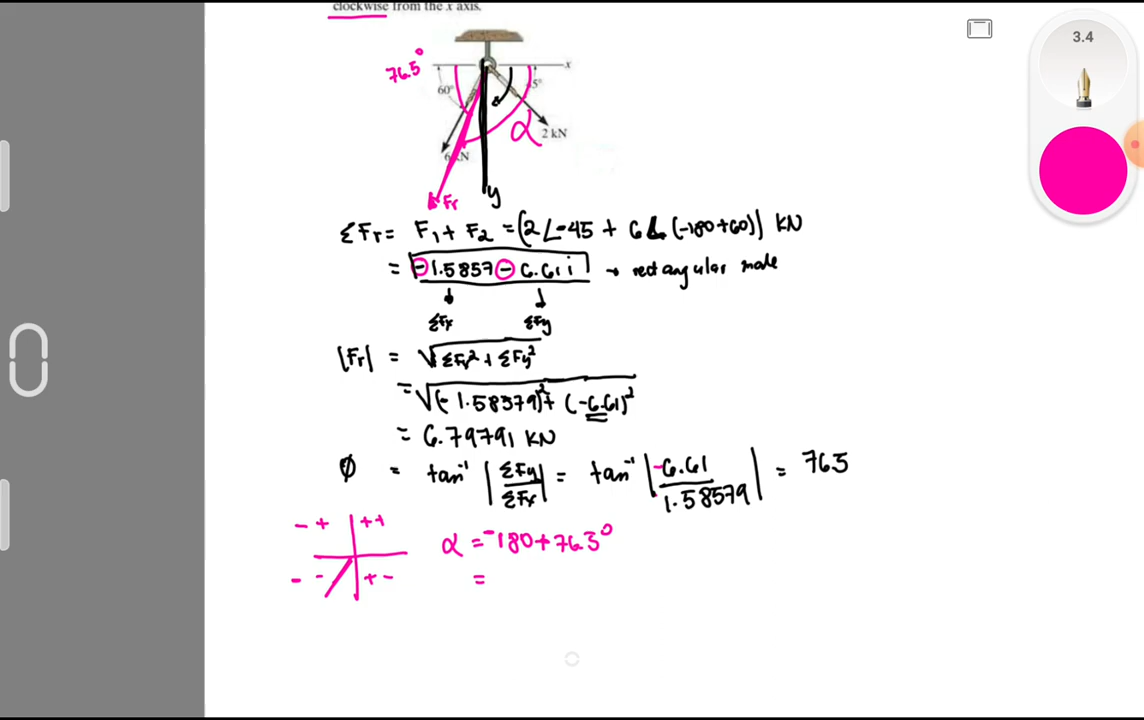 clockwise from the x axis.
3.4
76.5°
x
60°
5°
α
2 kN
6 kN
Fr
y
ΣFr = F₁ + F₂ = (2∠-45 + 6∠(-180+60)) kN
= -1.5857 - 6.61i → rectangular mode
ΣFx ΣFy
|Fr| = √ΣFx² + ΣFy²
= √(-1.58579)² + (-6.61)²
= 6.79791 kN
Ø = tan⁻¹ |ΣFy/ΣFx| = tan⁻¹ |-6.61/1.58579| = 765
- + ++
- - + -
α = -180+76.5°
=